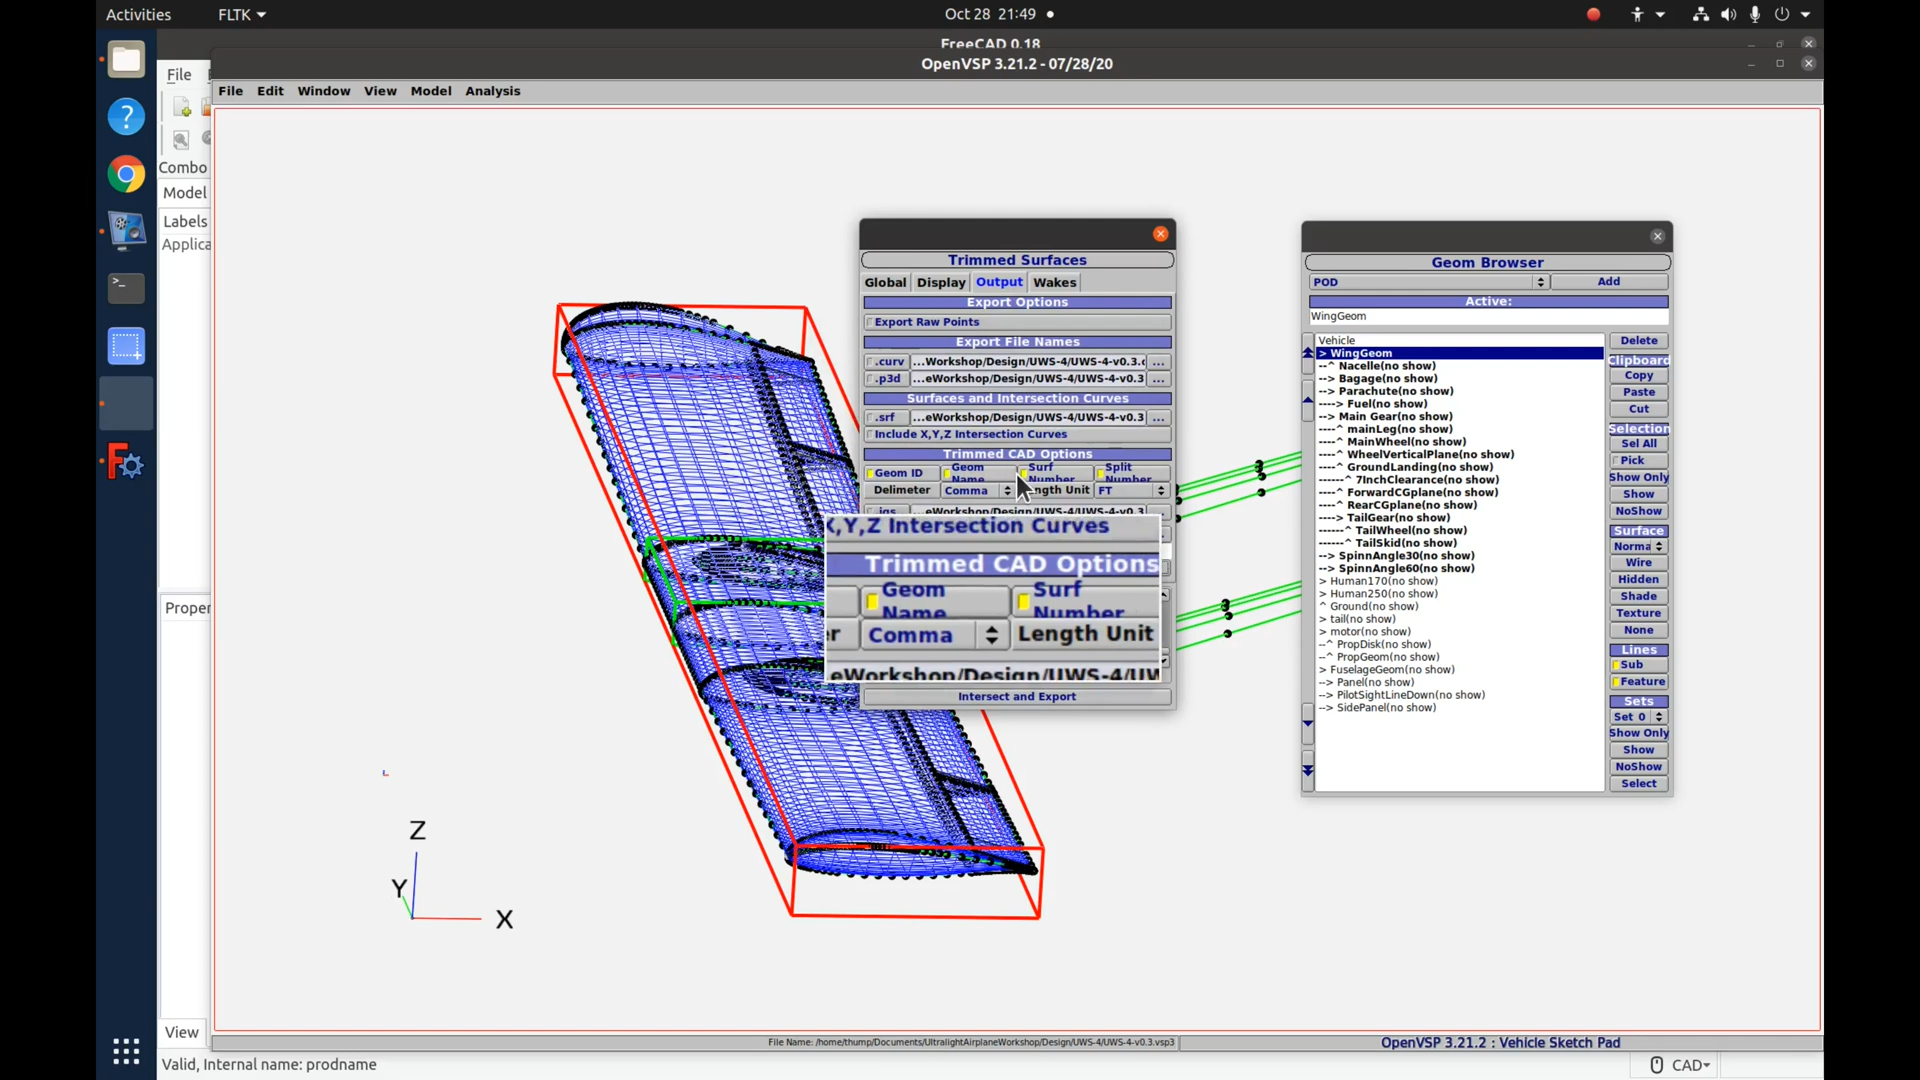 Activities
FLTK
Oct 28 21:49
FreeCAD 0.18
OpenVSP 3.21.2 - 07/28/20
File
File Edit Window View Model Analysis
Combo
Model
Labels
Applica
Proper
View
Valid, Internal name: prodname
CAD
Trimmed Surfaces
Global Display Output Wakes
Export Options
Export Raw Points
Export File Names
.curv ...Workshop/Design/UWS-4/UWS-4-v0.3.c ...
.p3d ...eWorkshop/Design/UWS-4/UWS-4-v0.3 ...
Surfaces and Intersection Curves
.srf ...eWorkshop/Design/UWS-4/UWS-4-v0.3 ...
Include X,Y,Z Intersection Curves
Trimmed CAD Options
Geom ID Geom Name Surf Number Split Number
Delimeter Comma ngth Unit FT
.igs ...eWorkshop/Design/UWS-4/UWS-4-v0.3
X,Y,Z Intersection Curves
Trimmed CAD Options
Geom Name Surf Number
r Comma Length Unit
eWorkshop/Design/UWS-4/UW
Intersect and Export
Geom Browser
POD Add
Active:
WingGeom
Vehicle
> WingGeom
--^ Nacelle(no show)
--> Bagage(no show)
--> Parachute(no show)
----> Fuel(no show)
--> Main Gear(no show)
----^ mainLeg(no show)
----^ MainWheel(no show)
----^ WheelVerticalPlane(no show)
----^ GroundLanding(no show)
------^ 7InchClearance(no show)
----^ ForwardCGplane(no show)
----^ RearCGplane(no show)
----> TailGear(no show)
------^ TailWheel(no show)
------^ TailSkid(no show)
--> SpinnAngle30(no show)
--> SpinnAngle60(no show)
> Human170(no show)
> Human250(no show)
^ Ground(no show)
> tail(no show)
> motor(no show)
--^ PropDisk(no show)
--^ PropGeom(no show)
> FuselageGeom(no show)
--> Panel(no show)
--> PilotSightLineDown(no show)
--> SidePanel(no show)
Delete
Clipboard
Copy
Paste
Cut
Selection
Sel All
Pick
Show Only
Show
NoShow
Surface
Norma
Wire
Hidden
Shade
Texture
None
Lines
Sub
Feature
Sets
Set 0
Show Only
Show
NoShow
Select
Z
Y
X
File Name: /home/thump/Documents/UltralightAirplaneWorkshop/Design/UWS-4/UWS-4-v0.3.vsp3
OpenVSP 3.21.2 : Vehicle Sketch Pad